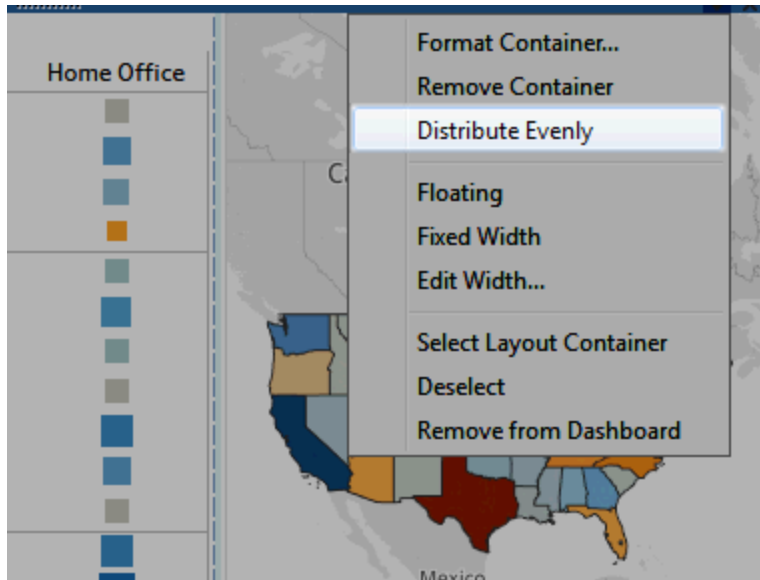 Home Office
Format Container...
Remove Container
Distribute Evenly
Floating
Fixed Width
Edit Width...
Select Layout Container
Deselect
Remove from Dashboard
Mexico